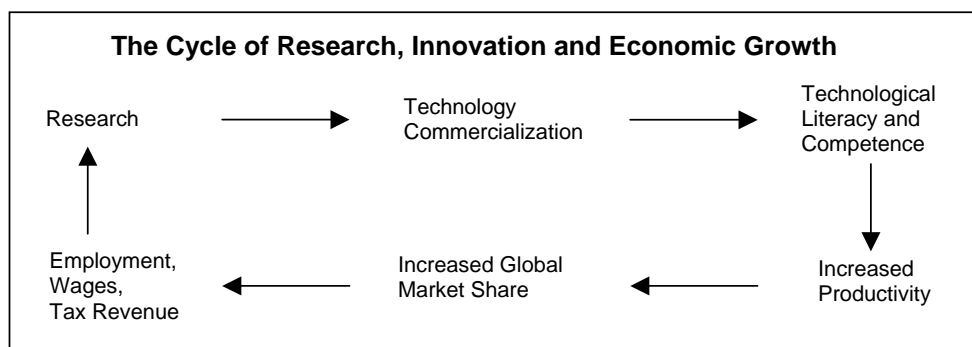 The Cycle of Research, Innovation and Economic Growth
Research
Technology
Commercialization
Technological
Literacy and
Competence
Employment,
Wages,
Tax Revenue
Increased Global
Market Share
Increased
Productivity